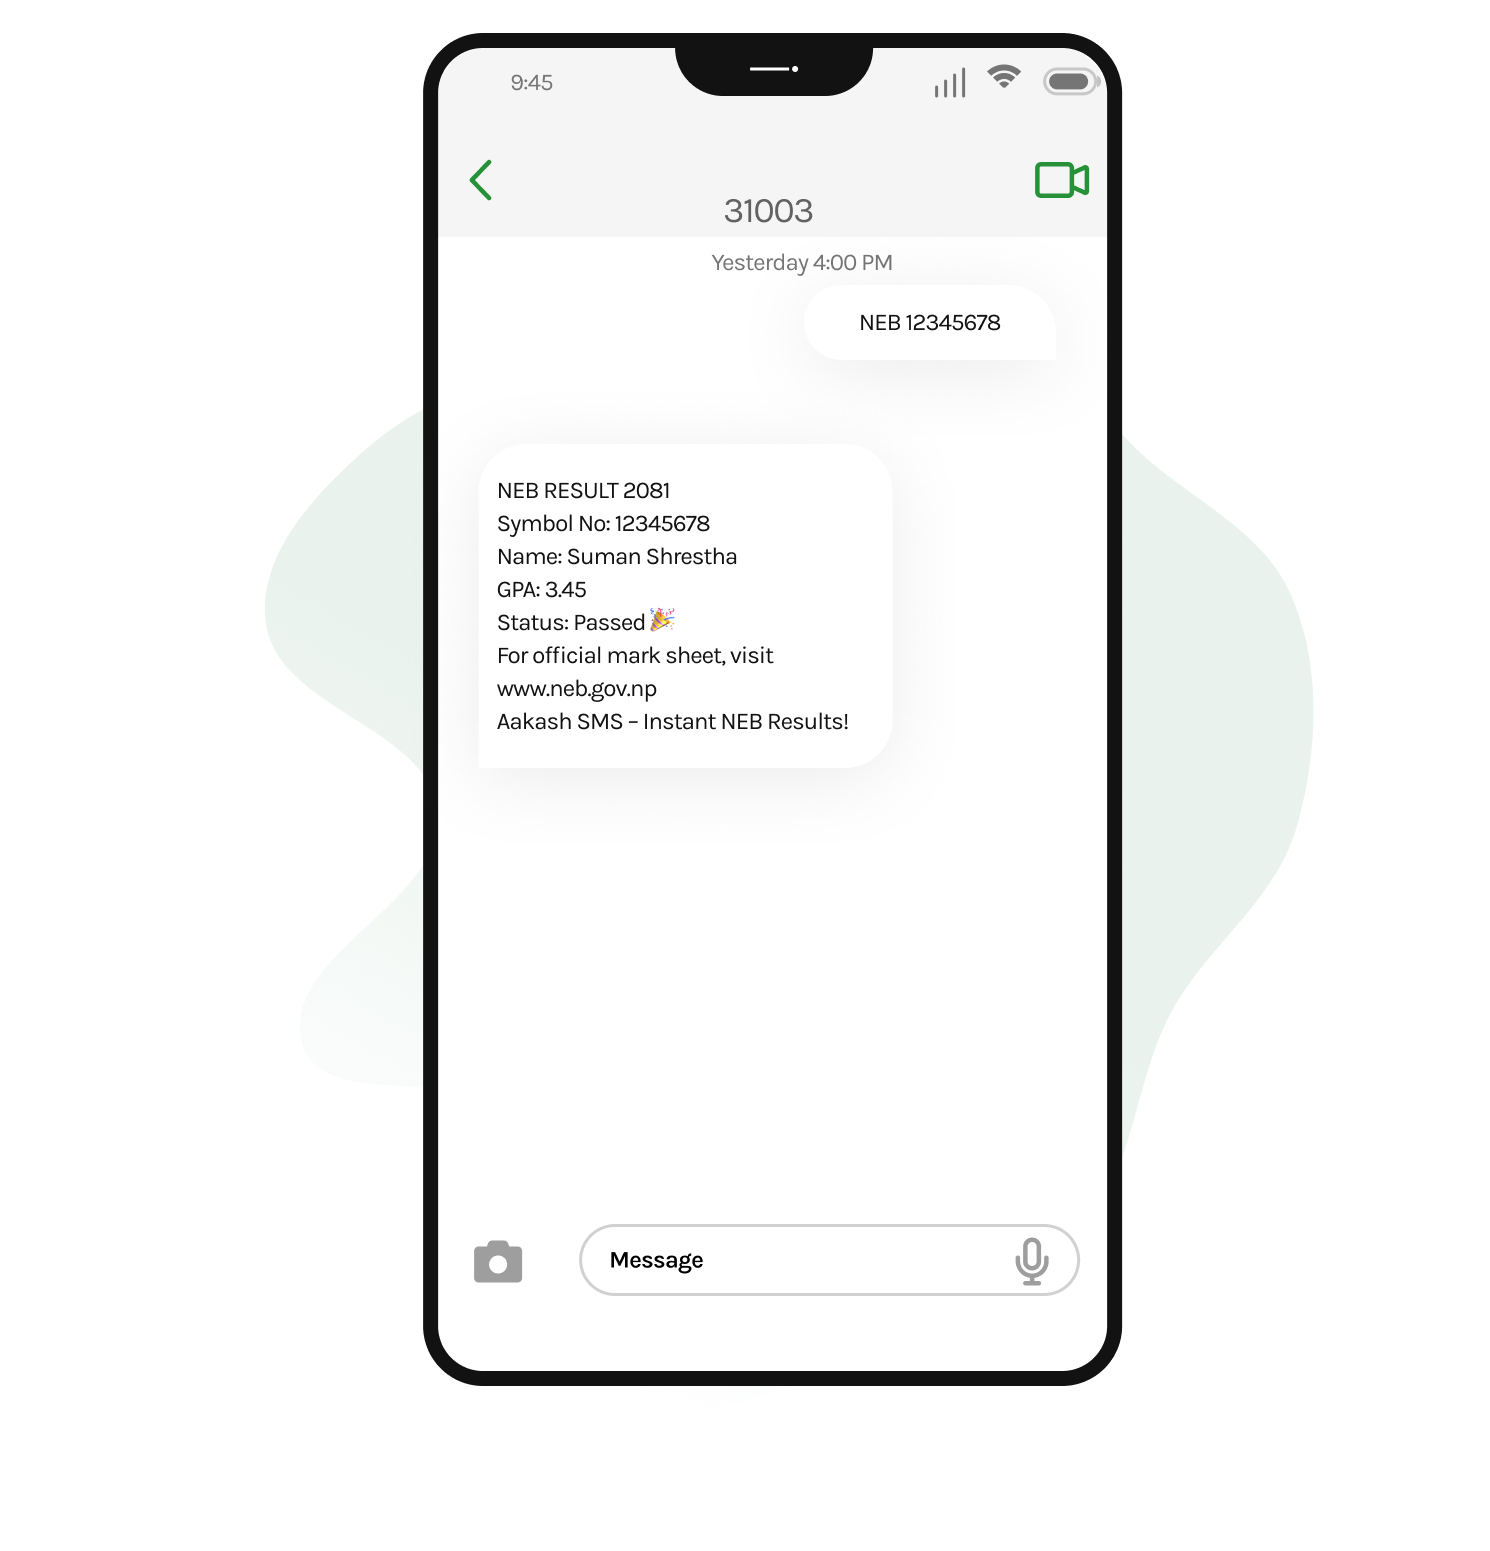 9:45
31003
Yesterday 4:00 PM
NEB 12345678
NEB RESULT 2081
Symbol No: 12345678
Name: Suman Shrestha
GPA: 3.45
Status: Passed🎉
For official mark sheet, visit
www.neb.gov.np
Aakash SMS – Instant NEB Results!
Message